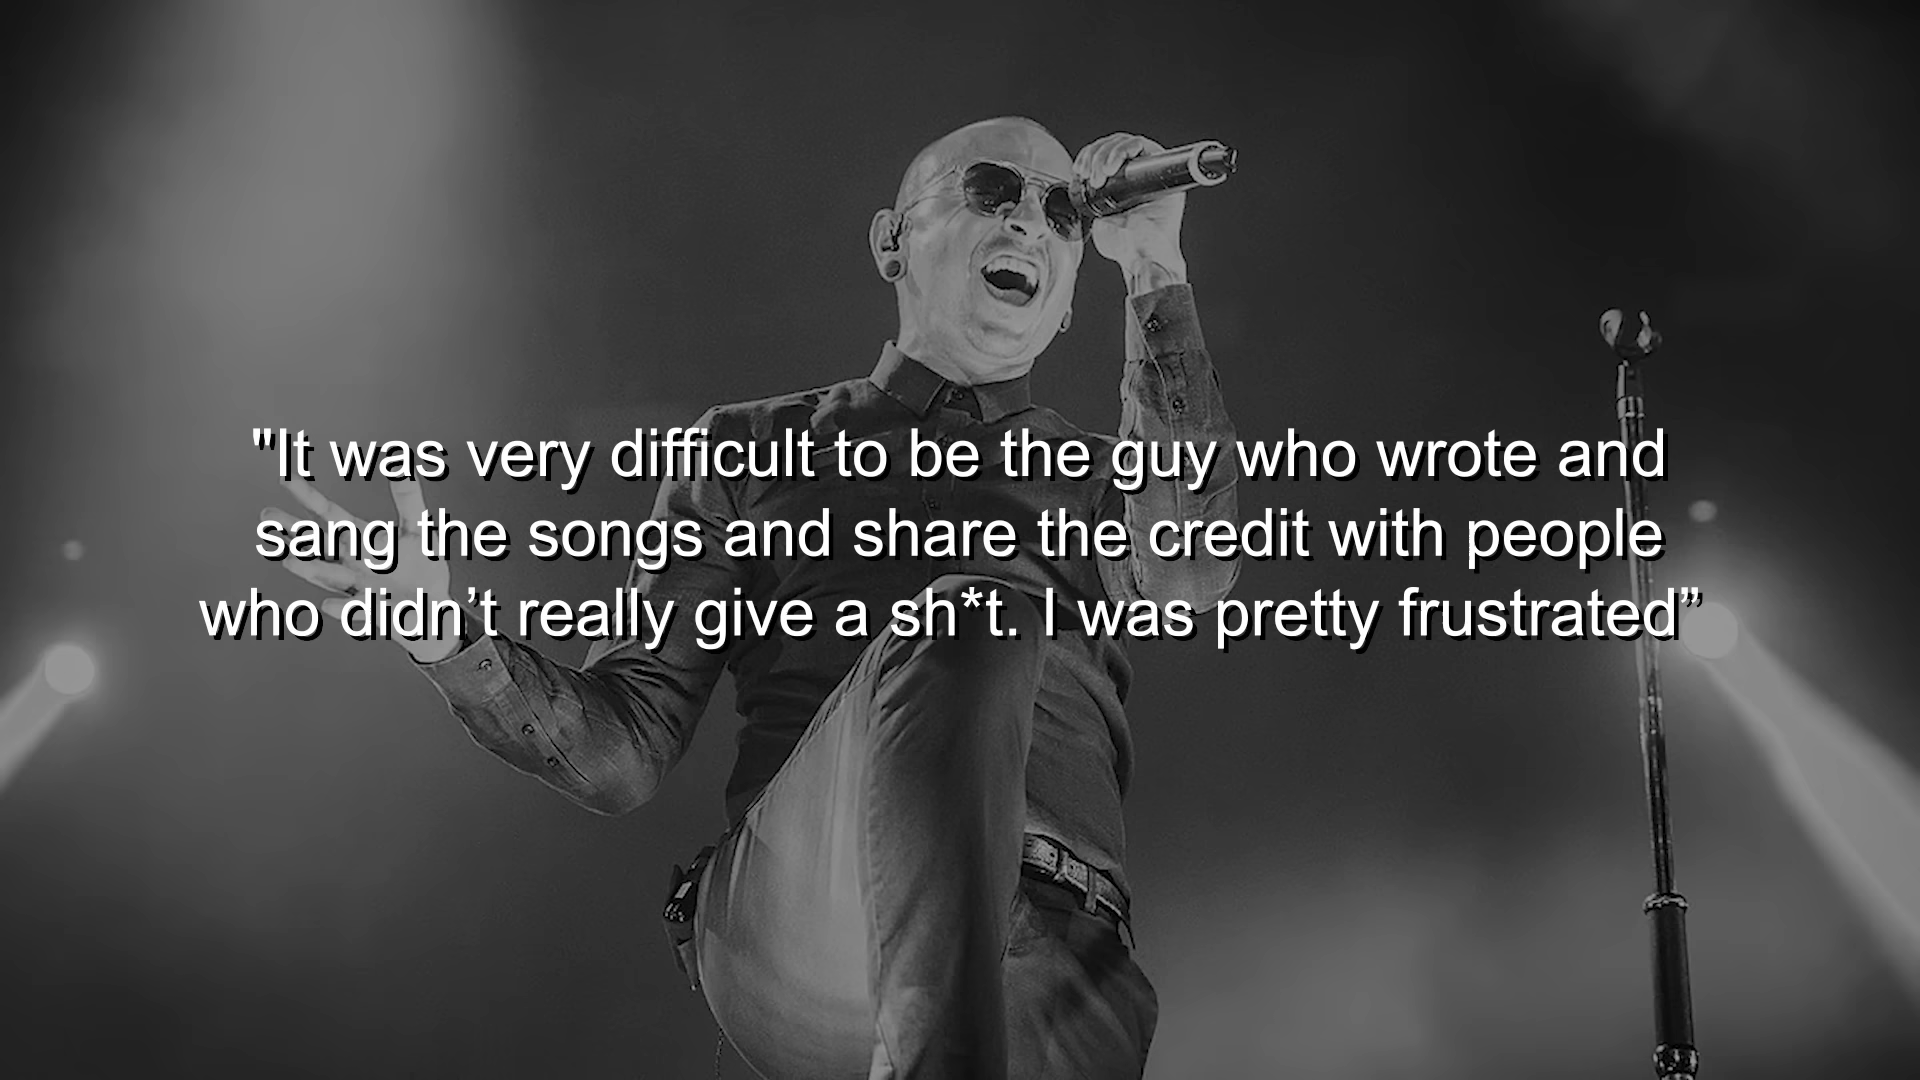 "It was very difficult to be the guy who wrote and
sang the songs and share the credit with people
who didn’t really give a sh*t. I was pretty frustrated”